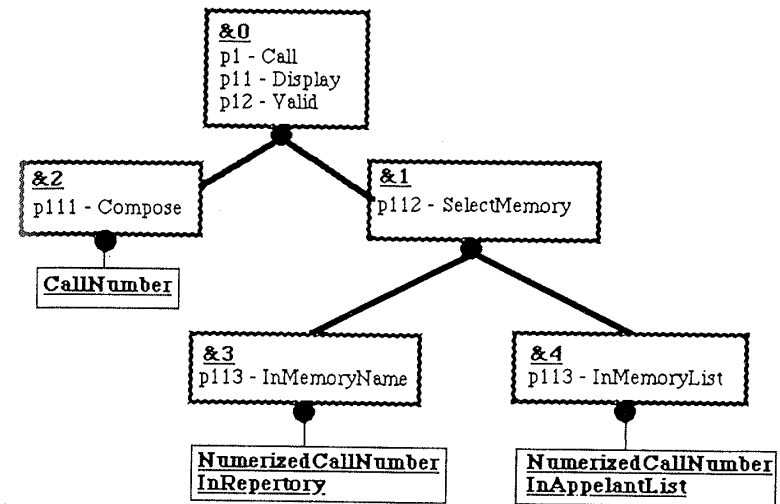 &0
p1 - Call
p11 - Display
p12 - Valid
&2
p111 - Compose
&1
p112 - SelectMemory
CallNumber
&3
p113 - InMemoryName
&4
p113 - InMemoryList
NumerizedCallNumber
InRepertory
NumerizedCallNumber
InAppelantList